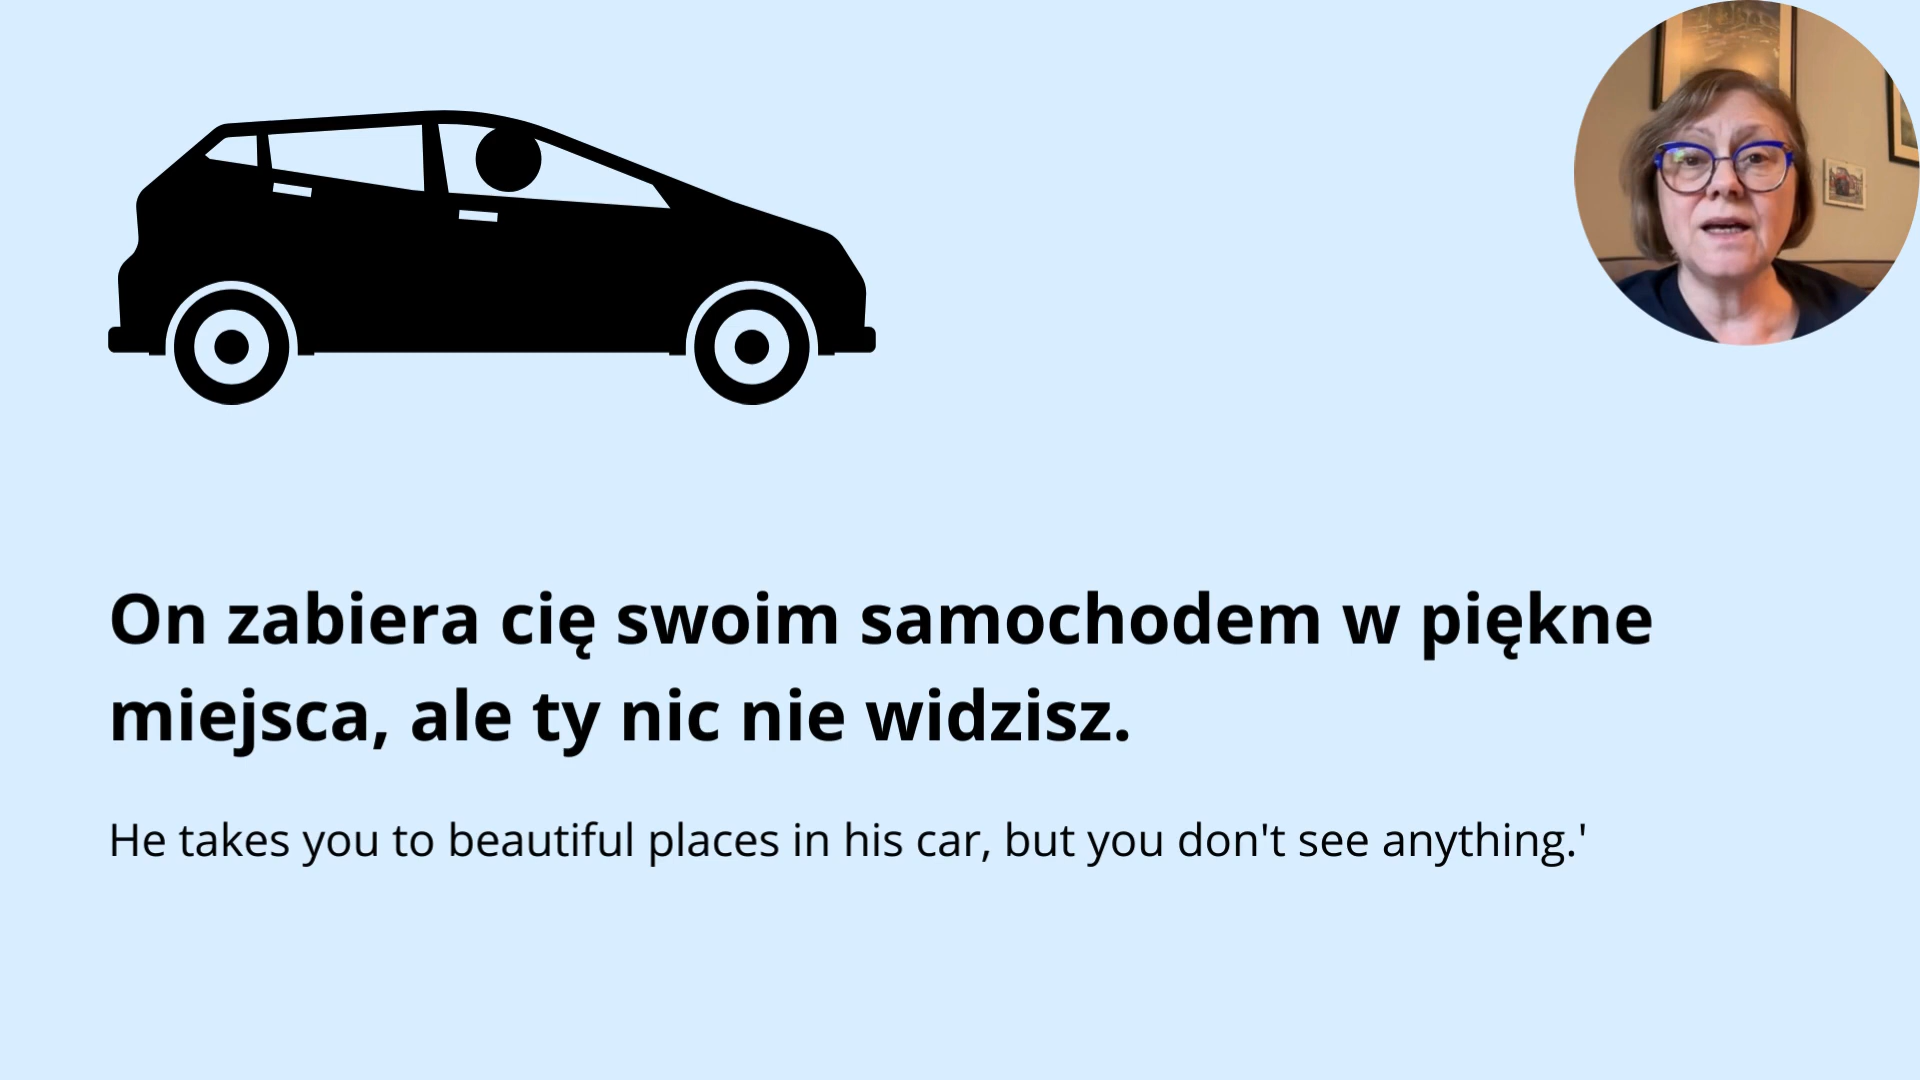 On zabiera cię swoim samochodem w piękne
miejsca, ale ty nic nie widzisz.
He takes you to beautiful places in his car, but you don't see anything.'